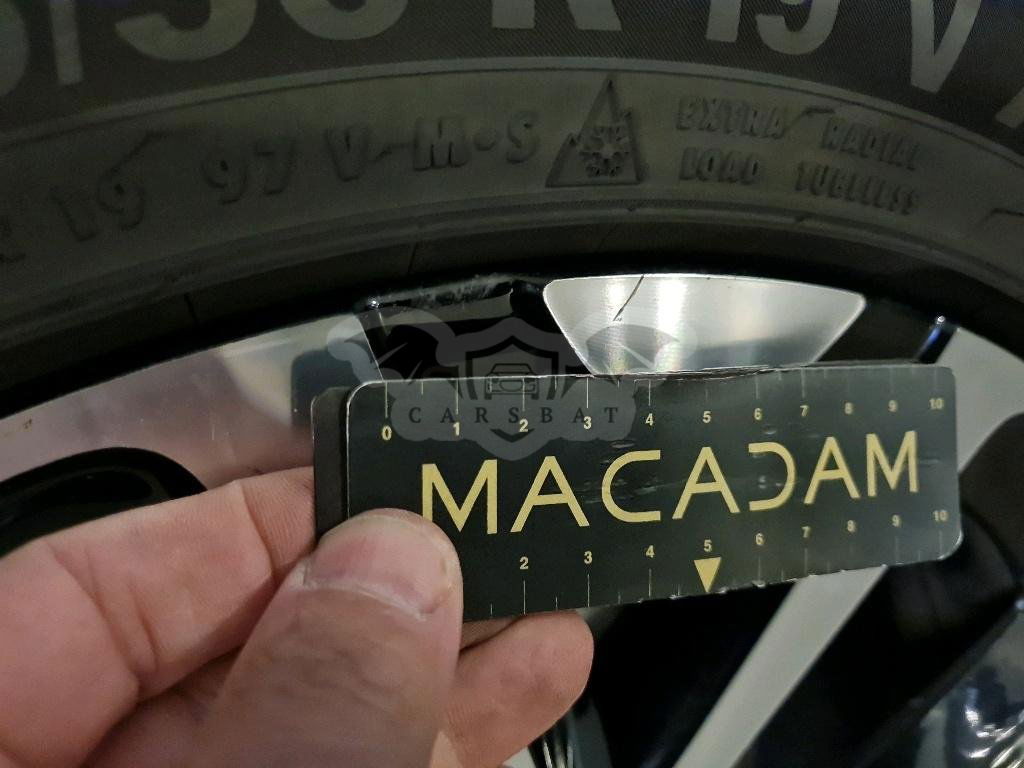 R 19 V
R 19 97 V M•S
EXTRA LOAD
RADIAL TUBELESS
CARSBAT
0 1 2 3 4 5 6 7 8 9 10
MACADAM
2 3 4 5 6 7 8 9 10